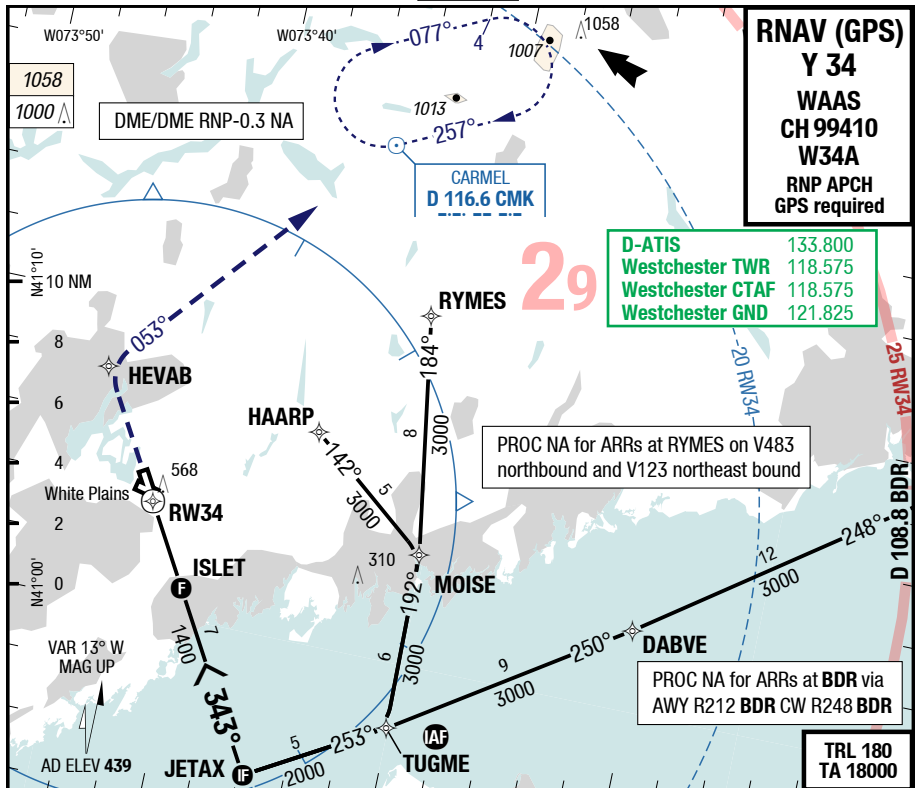 W073°50'
W073°40'
077°
4
1007
1058
1058
1000
DME/DME RNP-0.3 NA
1013
257°
CARMEL
D 116.6 CMK
RNAV (GPS)
Y 34
WAAS
CH 99410
W34A
RNP APCH
GPS required
D-ATIS 133.800
Westchester TWR 118.575
Westchester CTAF 118.575
Westchester GND 121.825
29
N41°10'
10 NM
8
6
4
2
0
N41°00'
053°
HEVAB
RYMES
184°
8
3000
HAARP
142°
5
3000
20 RW34
25 RW34
PROC NA for ARRs at RYMES on V483
northbound and V123 northeast bound
568
White Plains
RW34
ISLET
F
310
MOISE
192°
6
3000
248°
D 108.8 BDR
12
3000
DABVE
250°
9
3000
7
1400
343°
VAR 13° W
MAG UP
AD ELEV 439
JETAX
IF
5
253°
2000
IAF
TUGME
PROC NA for ARRs at BDR via
AWY R212 BDR CW R248 BDR
TRL 180
TA 18000